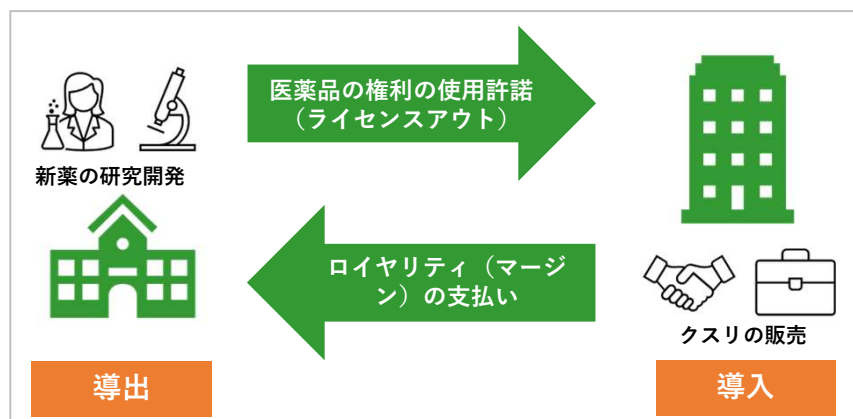 医薬品の権利の使用許諾
（ライセンスアウト）
新薬の研究開発
ロイヤリティ（マージ
ン）の支払い
クスリの販売
導出
導入